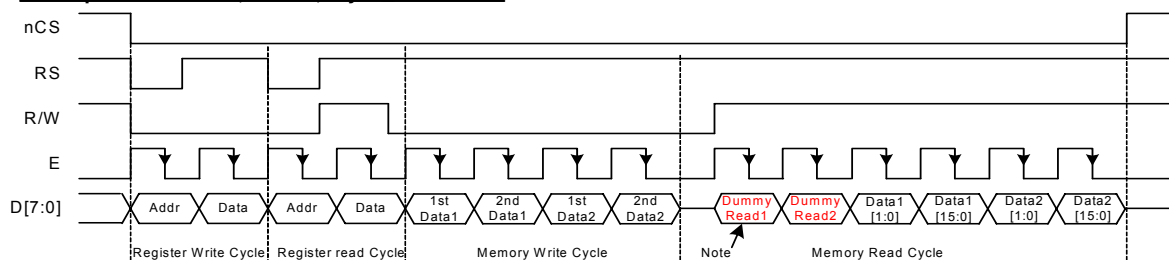 nCS
RS
R/W
E
D[7:0]
Addr
Data
Addr
Data
1st
Data1
2nd
Data1
1st
Data2
2nd
Data2
Dummy
Read1
Dummy
Read2
Data1
[1:0]
Data1
[15:0]
Data2
[1:0]
Data2
[15:0]
Register Write Cycle
Register read Cycle
Memory Write Cycle
Note
Memory Read Cycle